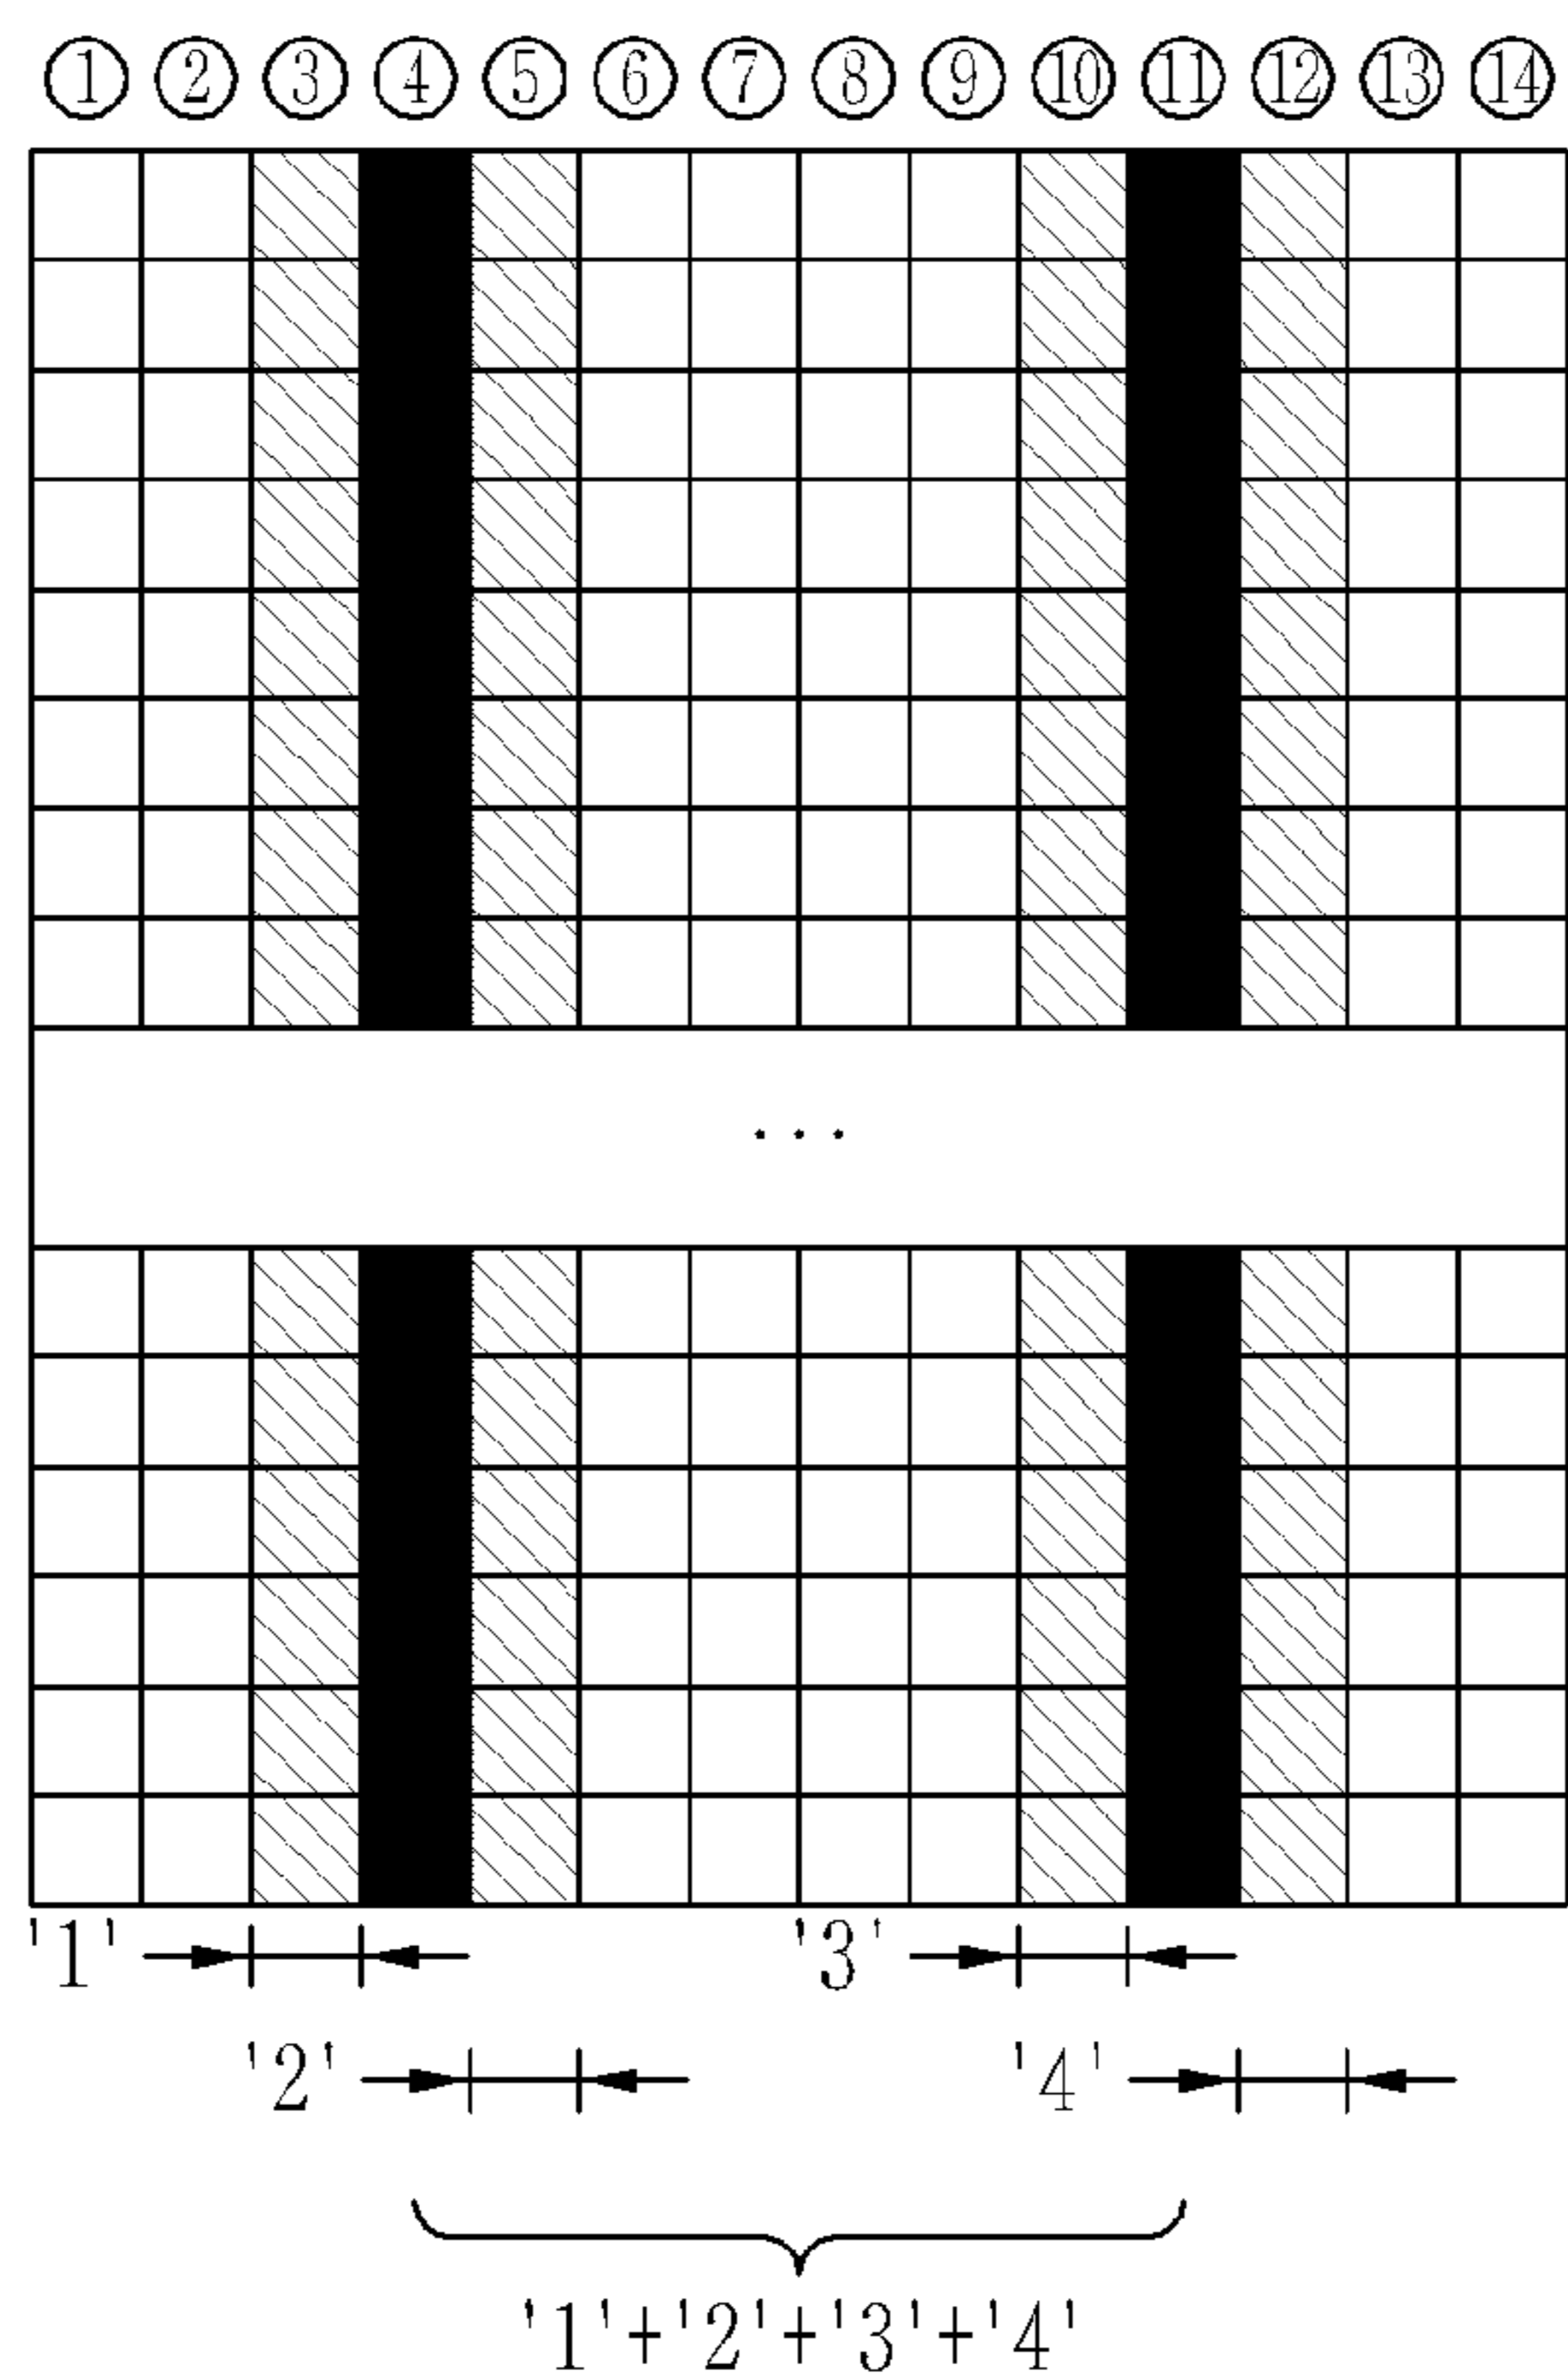 ① ② ③ ④ ⑤ ⑥ ⑦ ⑧ ⑨ ⑩ ⑪ ⑫ ⑬ ⑭
...
'1' '3'
'2' '4'
'1'+'2'+'3'+'4'